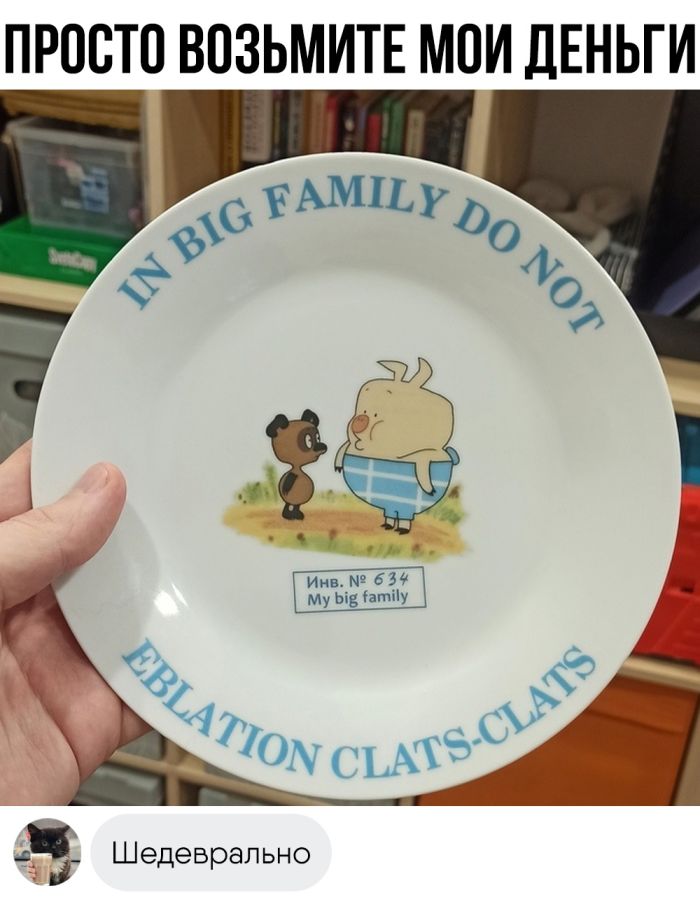 ПРОСТО ВОЗЬМИТЕ МОИ ДЕНЬГИ
IN BIG FAMILY DO NOT
Инв. № 634
My big family
EBLATION CLATS-CLATS
SvetoCopy
Шедеврально